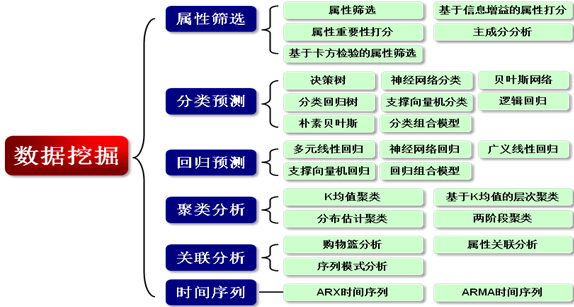 数据挖掘
属性筛选
属性筛选
基于信息增益的属性打分
属性重要性打分
主成分分析
基于卡方检验的属性筛选
分类预测
决策树
神经网络分类
贝叶斯网络
分类回归树
支撑向量机分类
逻辑回归
朴素贝叶斯
分类组合模型
回归预测
多元线性回归
神经网络回归
广义线性回归
支撑向量机回归
回归组合模型
聚类分析
K均值聚类
基于K均值的层次聚类
分布估计聚类
两阶段聚类
关联分析
购物篮分析
属性关联分析
序列模式分析
时间序列
ARX时间序列
ARMA时间序列